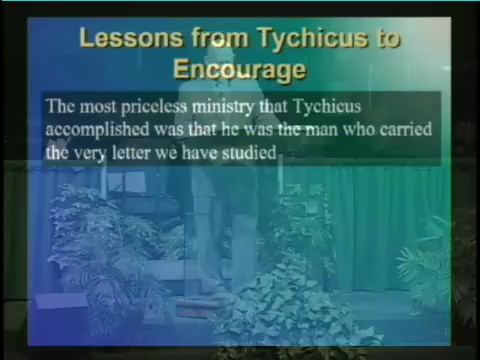 Lessons from Tychicus to
Encourage
The most priceless ministry that Tychicus
accomplished was that he was the man who carried
the very letter we have studied